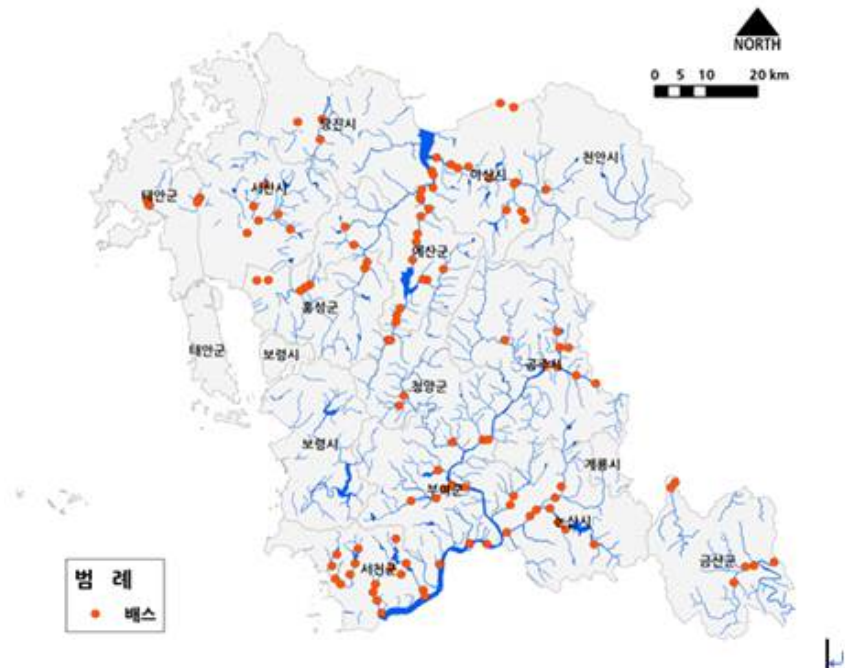 NORTH
0 5 10 20 km
당진시
천안시
아산시
서산시
태안군
예산군
홍성군
태안군
보령시
공주시
청양군
보령시
계룡시
부여군
논산시
금산군
서천군
범 례
배스